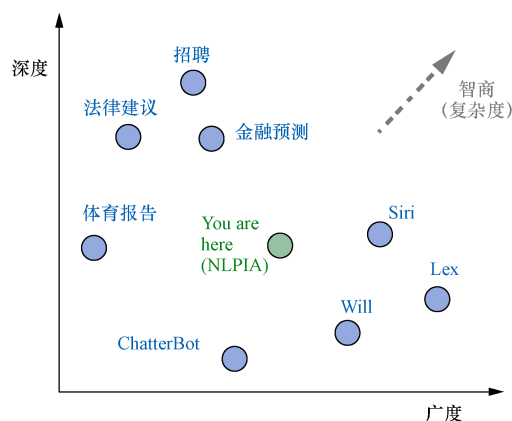 招聘
深度
智商
(复杂度)
法律建议
金融预测
体育报告
You are
here
(NLPIA)
Siri
Lex
Will
ChatterBot
广度